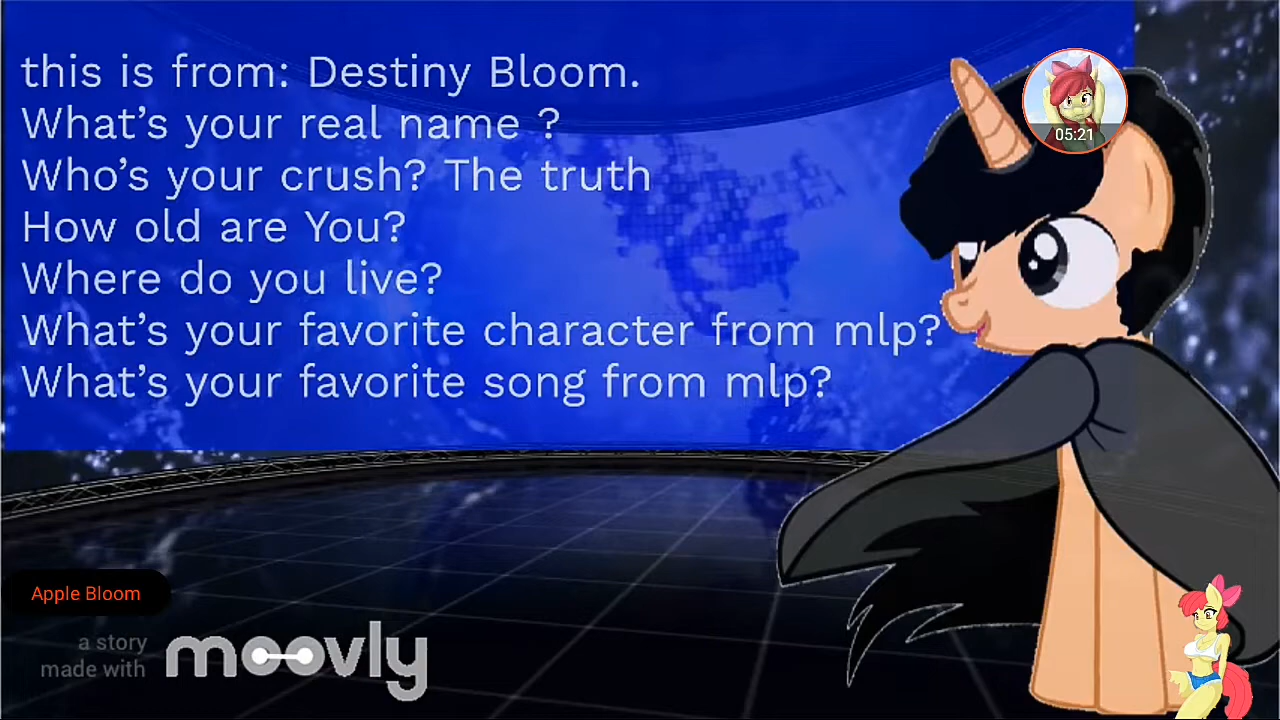 this is from: Destiny Bloom.
What's your real name ?
Who's your crush? The truth
How old are You?
Where do you live?
What's your favorite character from mlp?
What's your favorite song from mlp?
05:21
Apple Bloom
a story
made with
moovly